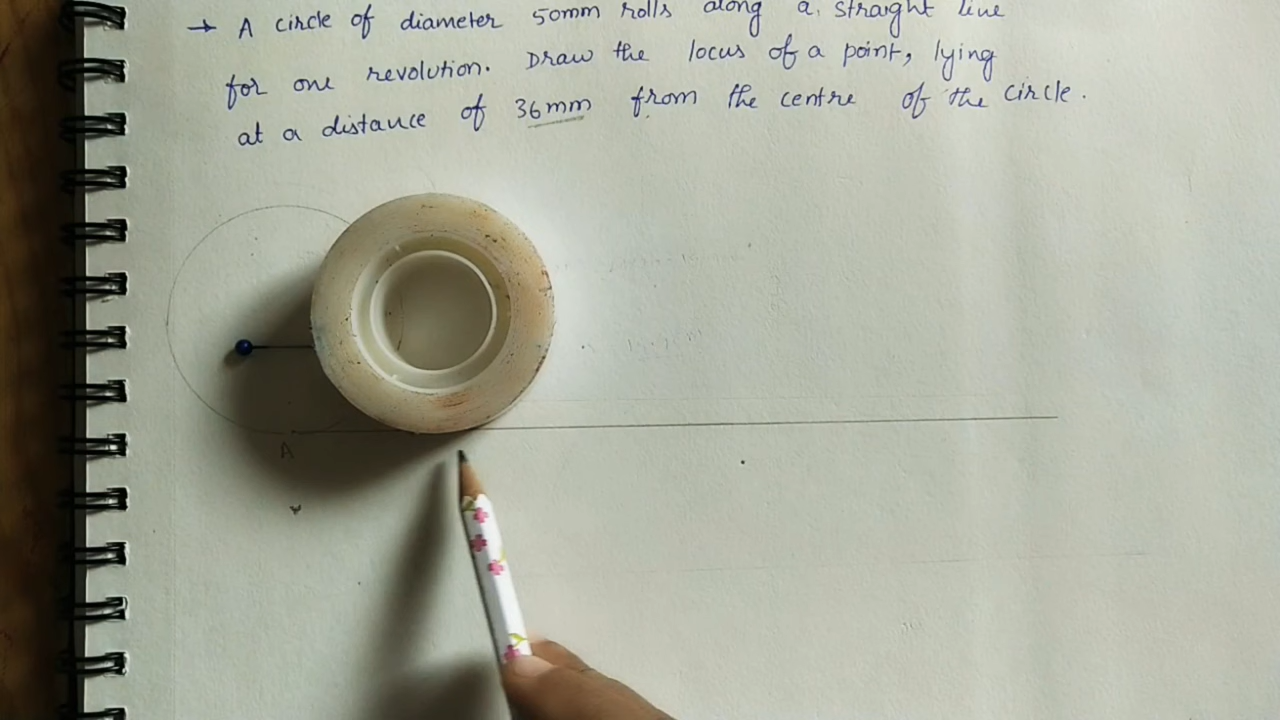 → A circle of diameter 50mm rolls along a straight line
for one revolution. Draw the locus of a point, lying
at a distance of 36mm from the centre of the circle.
A